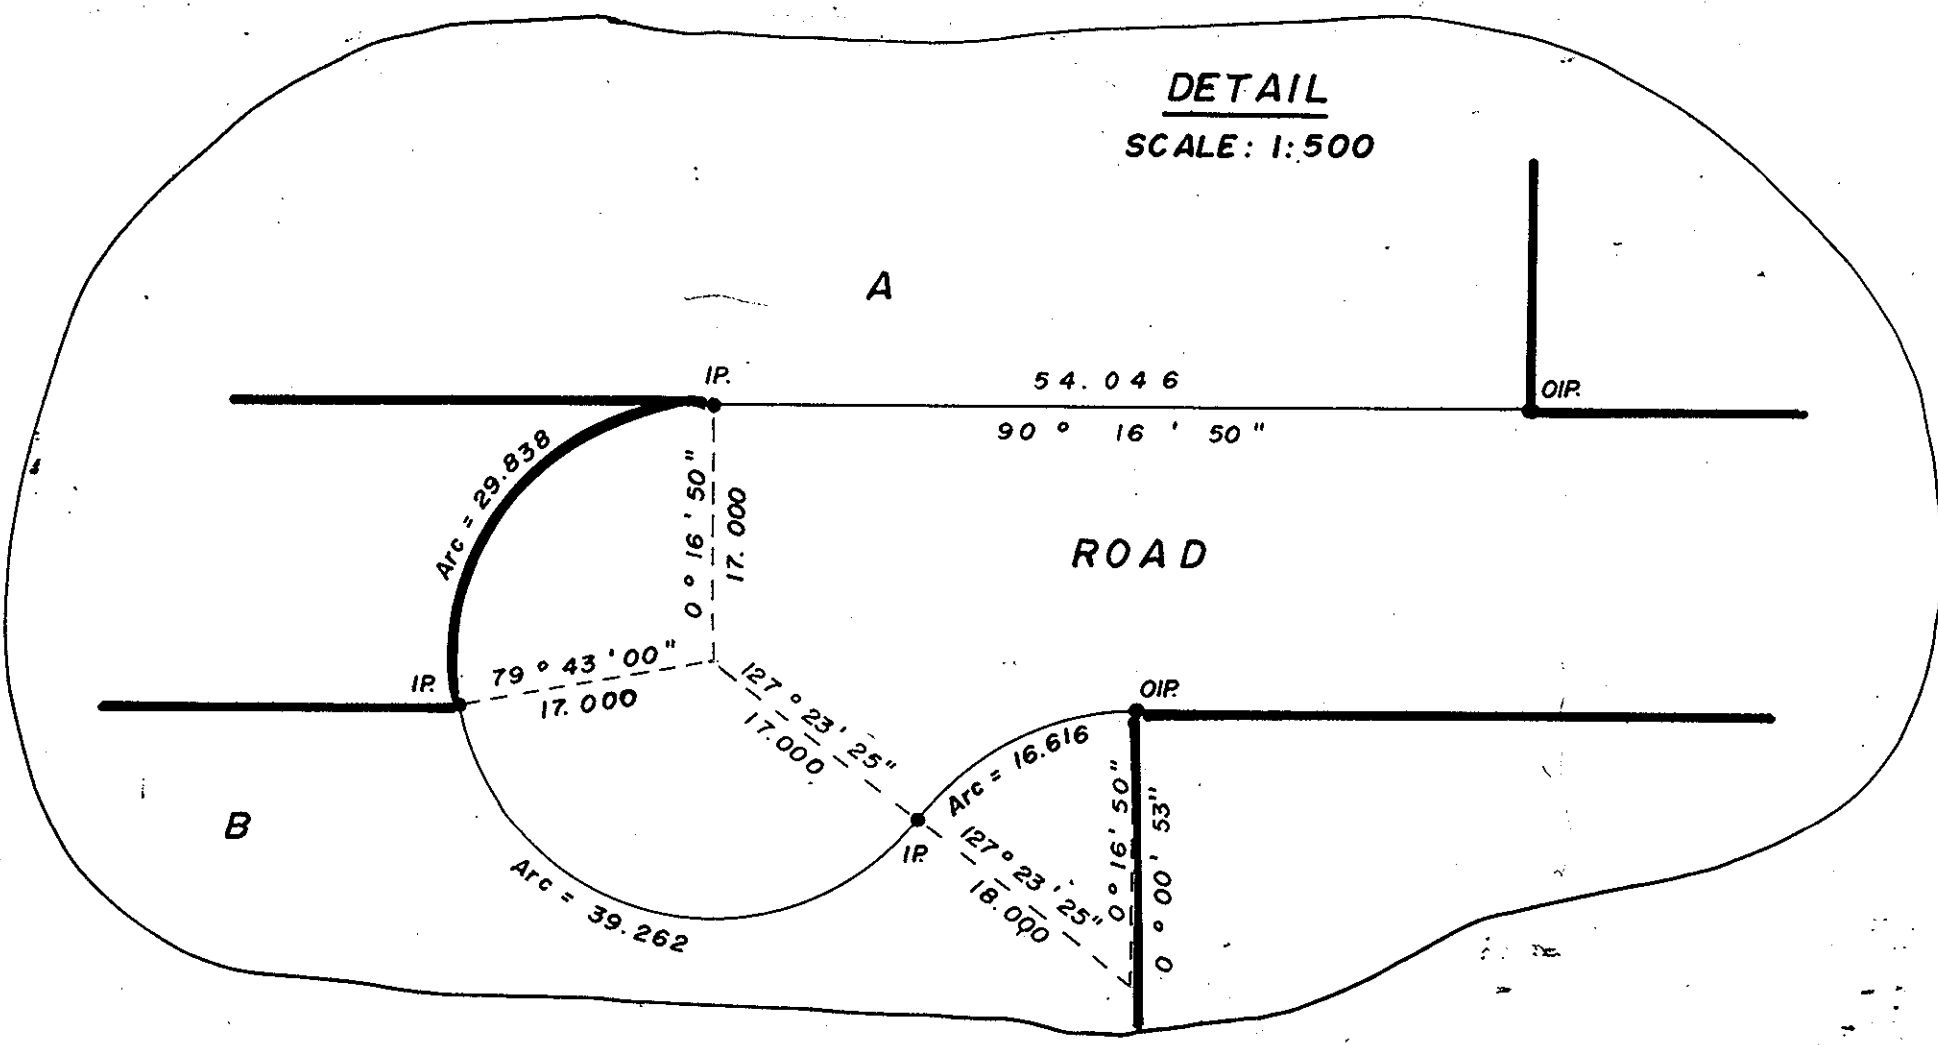 DETAIL
SCALE: 1:500
A
IP.
54.046
OIP.
90° 16' 50"
Arc = 29.838
0° 16' 50"
17.000
ROAD
79° 43' 00"
17.000
IP.
127° 23' 25"
17.000
OIP.
Arc = 16.616
B
IP.
127° 23' 25"
18.000
0° 16' 50"
0° 00' 53"
Arc = 39.262